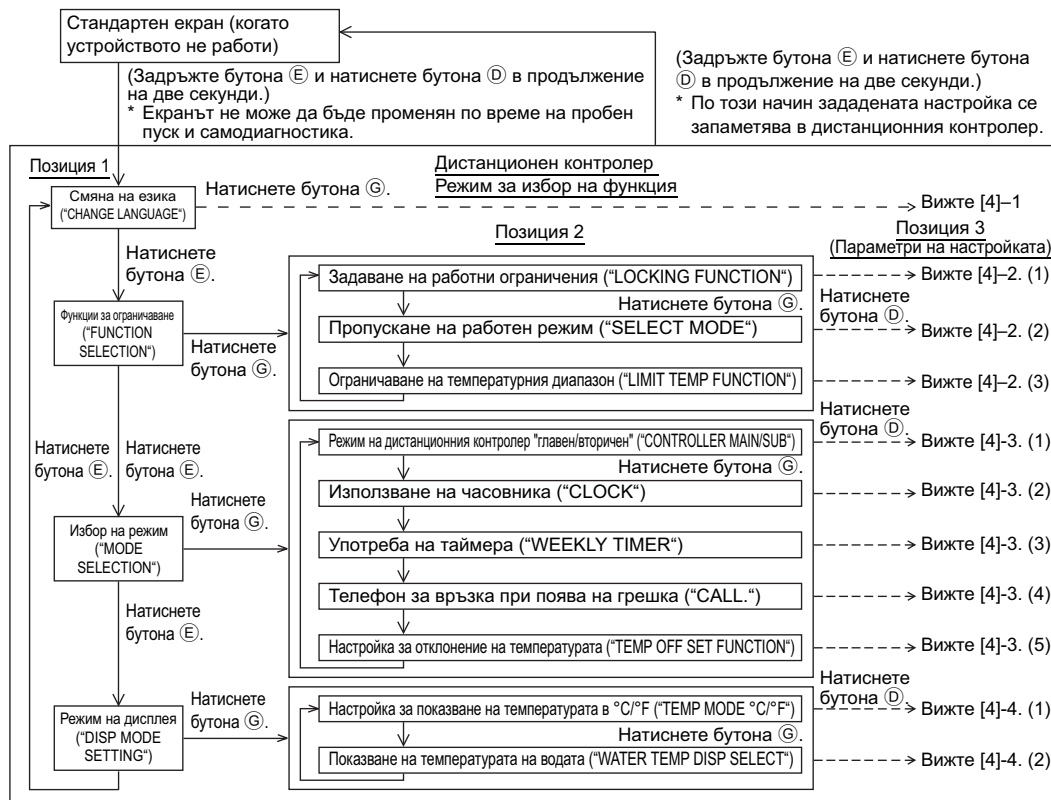 Стандартен екран (когато
устройството не работи)
(Задръжте бутона Ⓔ и натиснете бутона Ⓓ в продължение
на две секунди.)
* Екранът не може да бъде променян по време на пробен
пуск и самодиагностика.
(Задръжте бутона Ⓔ и натиснете бутона
Ⓓ в продължение на две секунди.)
* По този начин зададената настройка се
запаметява в дистанционния контролер.
Позиция 1
Дистанционен контролер
Режим за избор на функция
Смяна на езика
(“CHANGE LANGUAGE“)
Натиснете бутона Ⓖ.
Вижте [4]–1
Позиция 2
Позиция 3
(Параметри на настройката)
Натиснете
бутона Ⓔ.
Функции за ограничаване
("FUNCTION
SELECTION“)
Натиснете
бутона Ⓖ.
Задаване на работни ограничения (“LOCKING FUNCTION“)
Вижте [4]–2. (1)
Натиснете бутона Ⓖ.
Натиснете
бутона Ⓓ.
Пропускане на работен режим (“SELECT MODE“)
Вижте [4]–2. (2)
Ограничаване на температурния диапазон (“LIMIT TEMP FUNCTION“)
Вижте [4]–2. (3)
Натиснете
бутона Ⓔ.
Натиснете
бутона Ⓔ.
Натиснете
бутона Ⓓ.
Режим на дистанционния контролер "главен/вторичен" (“CONTROLLER MAIN/SUB“)
Вижте [4]-3. (1)
Натиснете бутона Ⓖ.
Използване на часовника (“CLOCK“)
Вижте [4]-3. (2)
Избор на режим
(“MODE
SELECTION“)
Натиснете
бутона Ⓖ.
Употреба на таймера (“WEEKLY TIMER“)
Вижте [4]-3. (3)
Телефон за връзка при поява на грешка (“CALL.“)
Вижте [4]-3. (4)
Настройка за отклонение на температурата (“TEMP OFF SET FUNCTION“)
Вижте [4]-3. (5)
Натиснете
бутона Ⓔ.
Натиснете
бутона Ⓓ.
Режим на дисплея
(“DISP MODE
SETTING“)
Натиснете
бутона Ⓖ.
Настройка за показване на температурата в °C/°F (“TEMP MODE °C/°F“)
Вижте [4]-4. (1)
Натиснете бутона Ⓖ.
Показване на температурата на водата (“WATER TEMP DISP SELECT“)
Вижте [4]-4. (2)